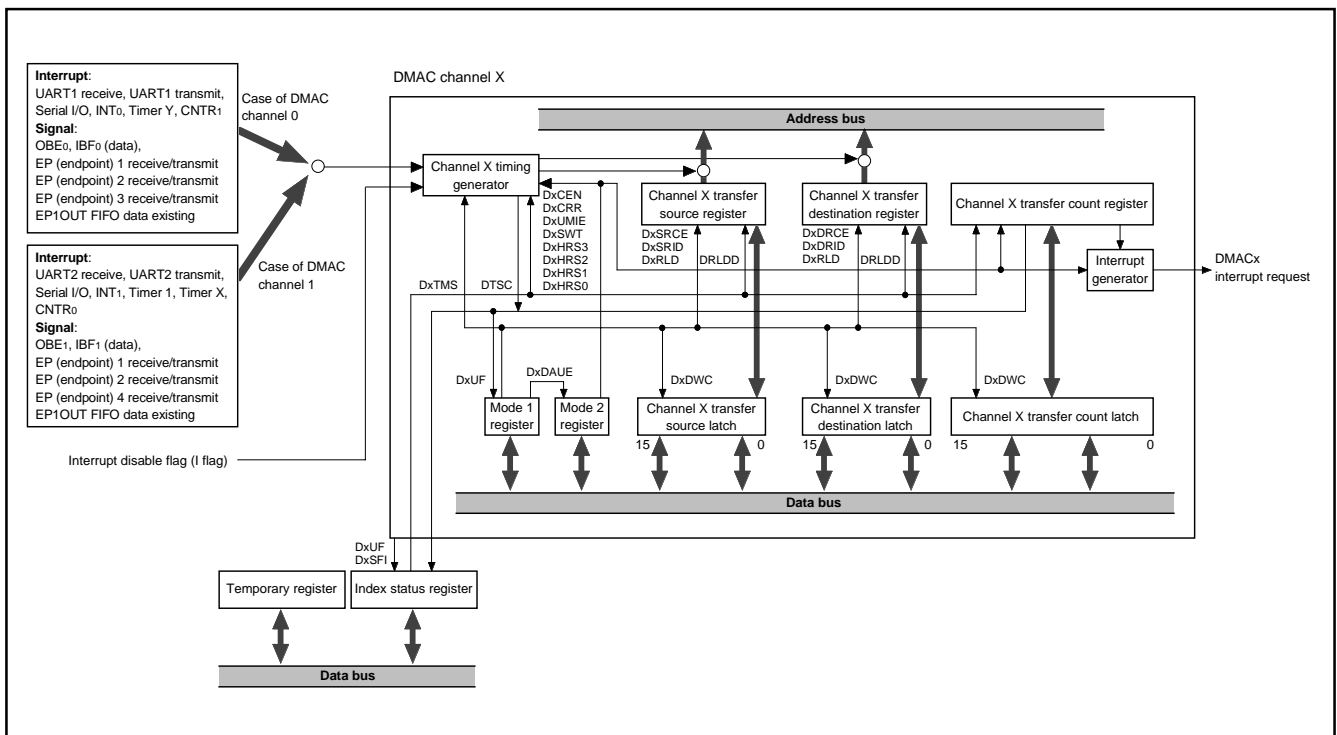 Interrupt:
UART1 receive, UART1 transmit,
Serial I/O, INT0, Timer Y, CNTR1
Signal:
OBE0, IBF0 (data),
EP (endpoint) 1 receive/transmit
EP (endpoint) 2 receive/transmit
EP (endpoint) 3 receive/transmit
EP1OUT FIFO data existing
Case of DMAC
channel 0
Interrupt:
UART2 receive, UART2 transmit,
Serial I/O, INT1, Timer 1, Timer X,
CNTR0
Signal:
OBE1, IBF1 (data),
EP (endpoint) 1 receive/transmit
EP (endpoint) 2 receive/transmit
EP (endpoint) 4 receive/transmit
EP1OUT FIFO data existing
Case of DMAC
channel 1
Interrupt disable flag (I flag)
DMAC channel X
Address bus
Channel X timing
generator
DxCEN
DxCRR
DxUMIE
DxSWT
DxHRS3
DxHRS2
DxHRS1
DxHRS0
Channel X transfer
source register
DxSRCE
DxSRID
DxRLD
DRLDD
Channel X transfer
destination register
DxDRCE
DxDRID
DxRLD
DRLDD
Channel X transfer count register
Interrupt
generator
DMACx
interrupt request
DxTMS
DTSC
DxUF
DxDAUE
DxDWC
DxDWC
DxDWC
Mode 1
register
Mode 2
register
Channel X transfer
source latch
15
0
Channel X transfer
destination latch
15
0
Channel X transfer count latch
15
0
Data bus
DxUF
DxSFI
Temporary register
Index status register
Data bus